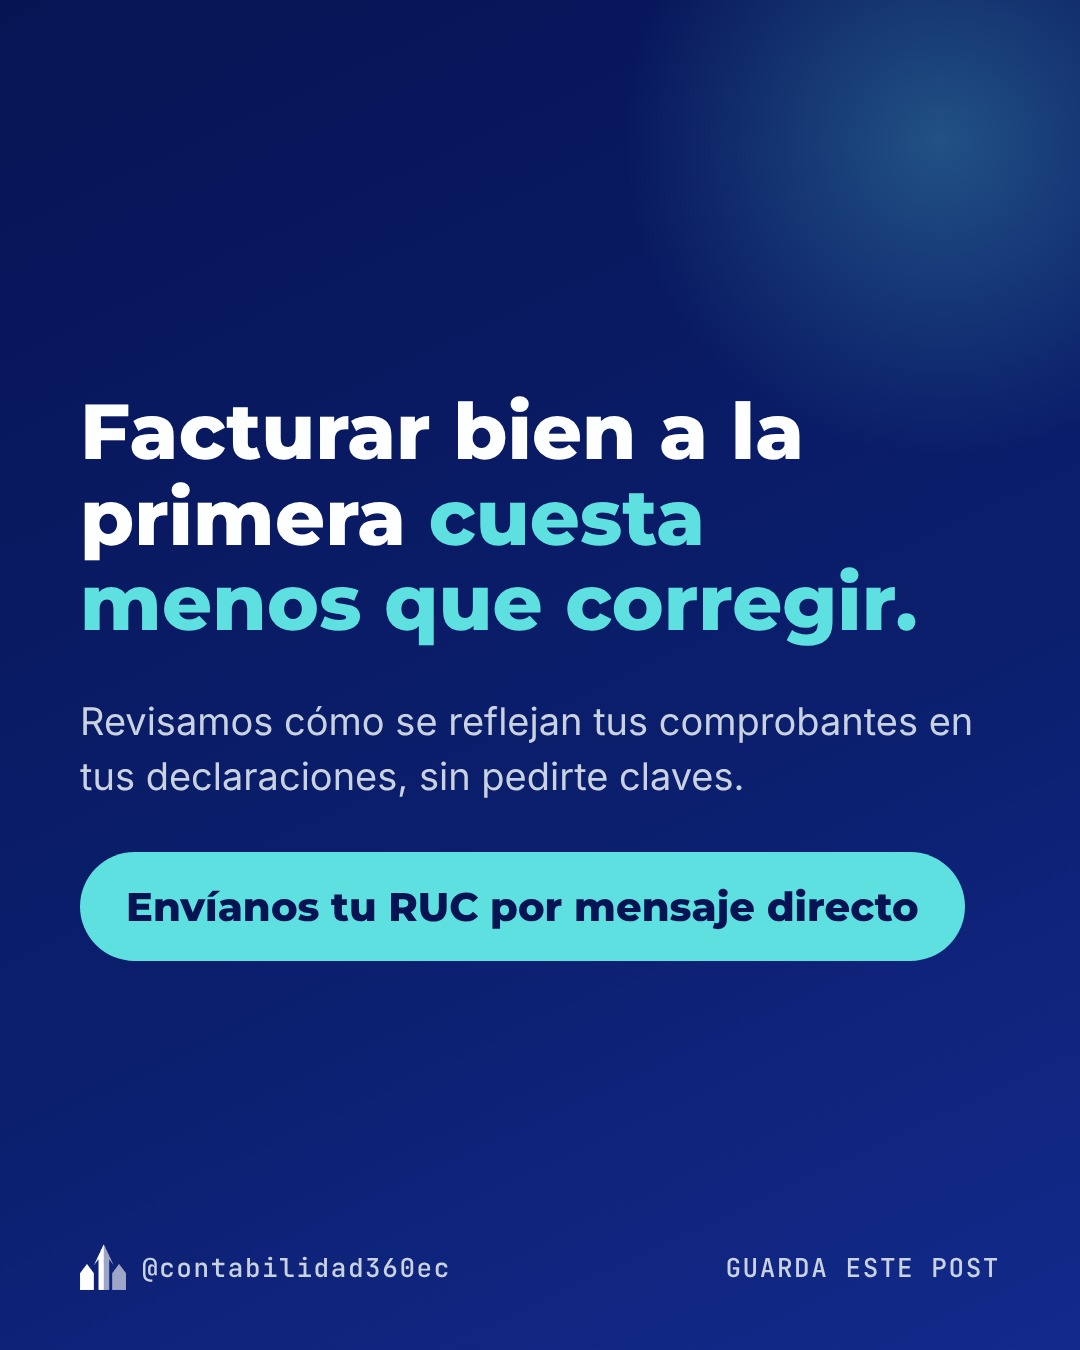 Facturar bien a la
primera cuesta
menos que corregir.
Revisamos cómo se reflejan tus comprobantes en
tus declaraciones, sin pedirte claves.
Envíanos tu RUC por mensaje directo
@contabilidad360ec
GUARDA ESTE POST